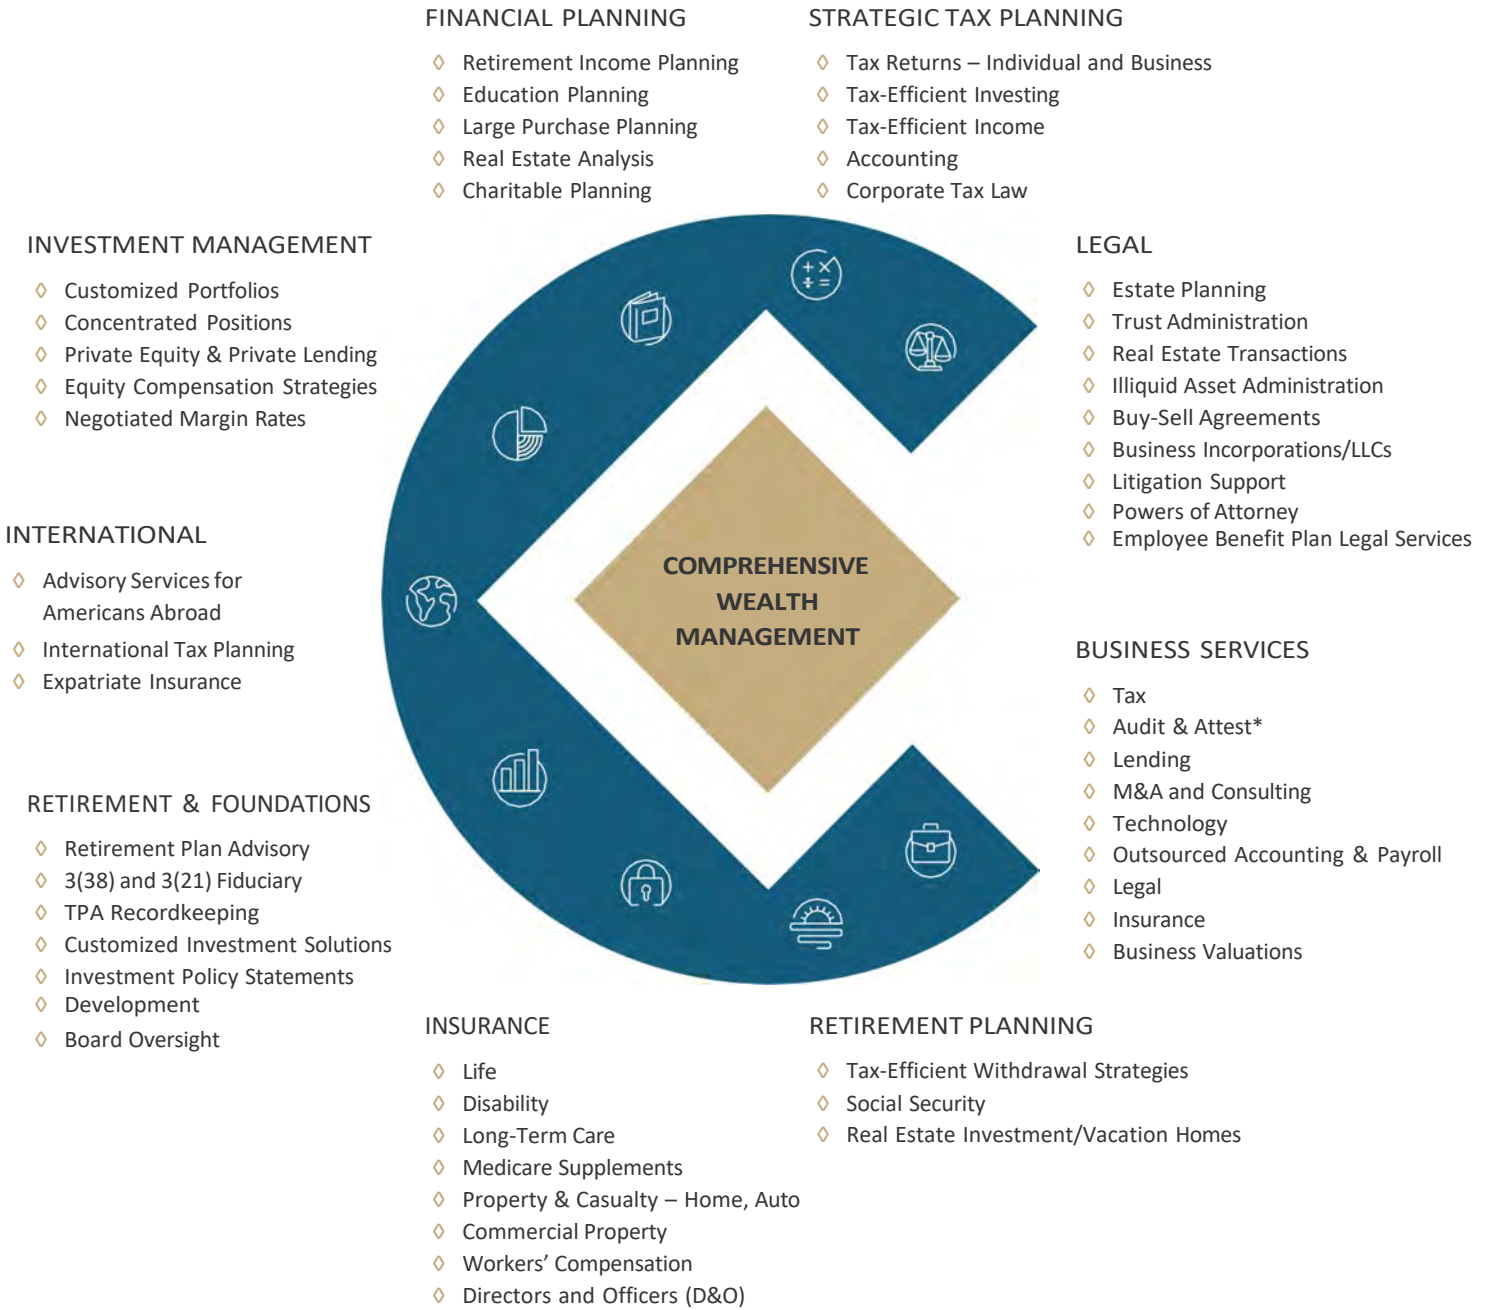 FINANCIAL PLANNING
◊ Retirement Income Planning
◊ Education Planning
◊ Large Purchase Planning
◊ Real Estate Analysis
◊ Charitable Planning
STRATEGIC TAX PLANNING
◊ Tax Returns – Individual and Business
◊ Tax-Efficient Investing
◊ Tax-Efficient Income
◊ Accounting
◊ Corporate Tax Law
INVESTMENT MANAGEMENT
◊ Customized Portfolios
◊ Concentrated Positions
◊ Private Equity & Private Lending
◊ Equity Compensation Strategies
◊ Negotiated Margin Rates
LEGAL
◊ Estate Planning
◊ Trust Administration
◊ Real Estate Transactions
◊ Illiquid Asset Administration
◊ Buy-Sell Agreements
◊ Business Incorporations/LLCs
◊ Litigation Support
◊ Powers of Attorney
◊ Employee Benefit Plan Legal Services
INTERNATIONAL
◊ Advisory Services for
Americans Abroad
◊ International Tax Planning
◊ Expatriate Insurance
COMPREHENSIVE
WEALTH
MANAGEMENT
BUSINESS SERVICES
◊ Tax
◊ Audit & Attest*
◊ Lending
◊ M&A and Consulting
◊ Technology
◊ Outsourced Accounting & Payroll
◊ Legal
◊ Insurance
◊ Business Valuations
RETIREMENT & FOUNDATIONS
◊ Retirement Plan Advisory
◊ 3(38) and 3(21) Fiduciary
◊ TPA Recordkeeping
◊ Customized Investment Solutions
◊ Investment Policy Statements
◊ Development
◊ Board Oversight
INSURANCE
◊ Life
◊ Disability
◊ Long-Term Care
◊ Medicare Supplements
◊ Property & Casualty – Home, Auto
◊ Commercial Property
◊ Workers’ Compensation
◊ Directors and Officers (D&O)
RETIREMENT PLANNING
◊ Tax-Efficient Withdrawal Strategies
◊ Social Security
◊ Real Estate Investment/Vacation Homes